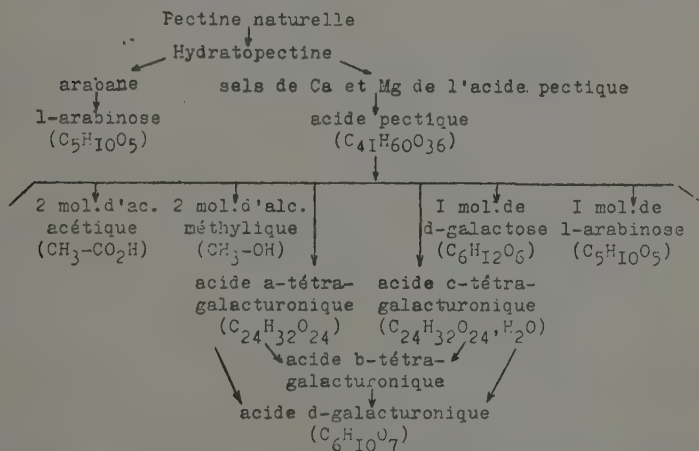 Pectine naturelle
Hydratopectine
arabane
sels de Ca et Mg de l'acide pectique
l-arabinose
(C5H10O5)
acide pectique
(C41H60O36)
2 mol.d'ac.
acétique
(CH3-CO2H)
2 mol.d'alc.
méthylique
(CH3-OH)
I mol.de
d-galactose
(C6H12O6)
I mol.de
l-arabinose
(C5H10O5)
acide a-tétra-
galacturonique
(C24H32O24)
acide c-tétra-
galacturonique
(C24H32O24,H2O)
acide b-tétra-
galacturonique
acide d-galacturonique
(C6H10O7)